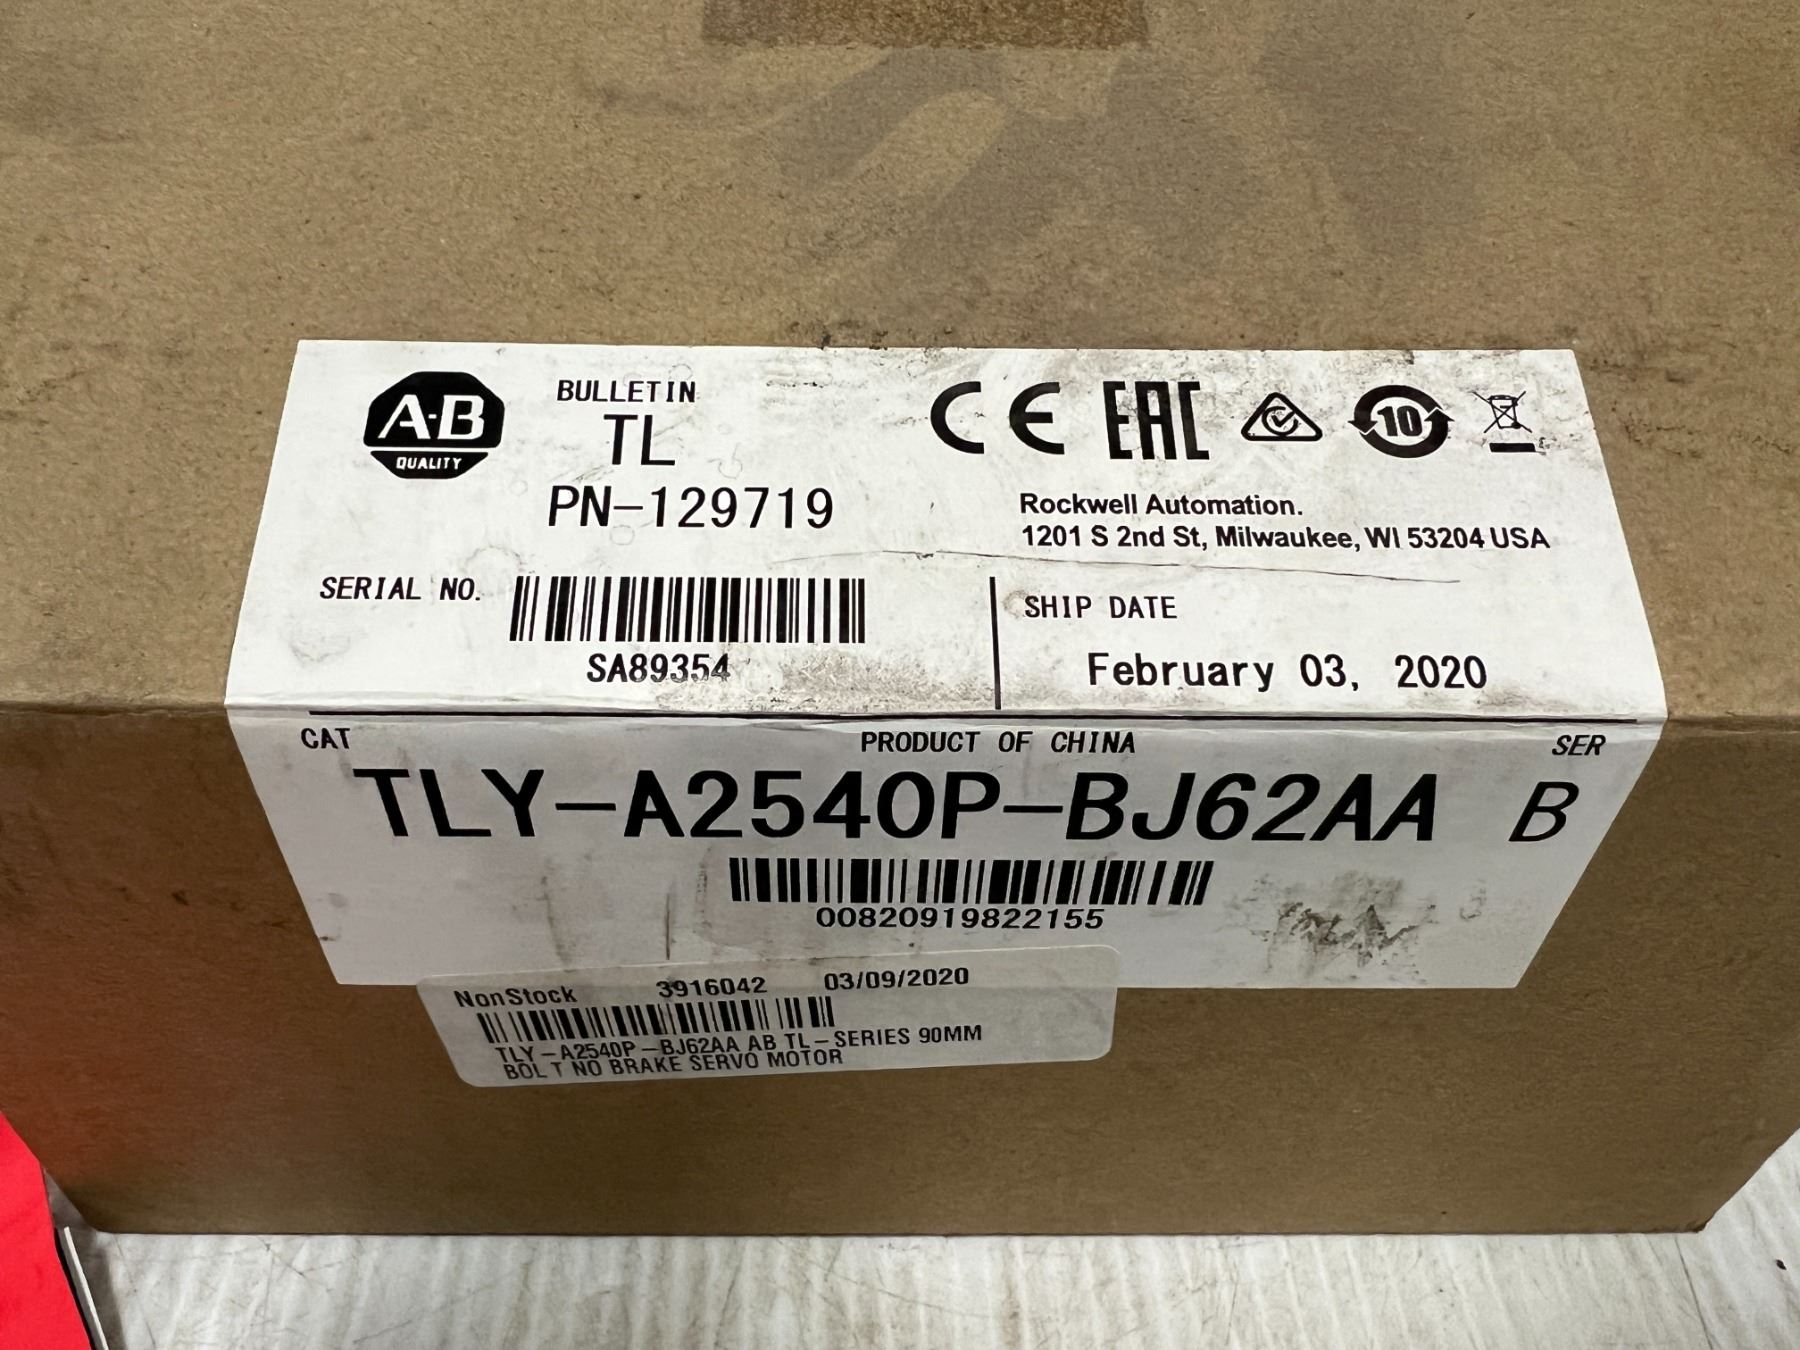 A-B
QUALITY
BULLETIN
TL
PN-129719
CE EAC
10
Rockwell Automation.
1201 S 2nd St, Milwaukee, WI 53204 USA
SERIAL NO.
SA89354
SHIP DATE
February 03, 2020
CAT
PRODUCT OF CHINA
SER
TLY-A2540P-BJ62AA B
00820919822155
NonStock 3916042 03/09/2020
TLY-A2540P-BJ62AA AB TL-SERIES 90MM
BOLT NO BRAKE SERVO MOTOR